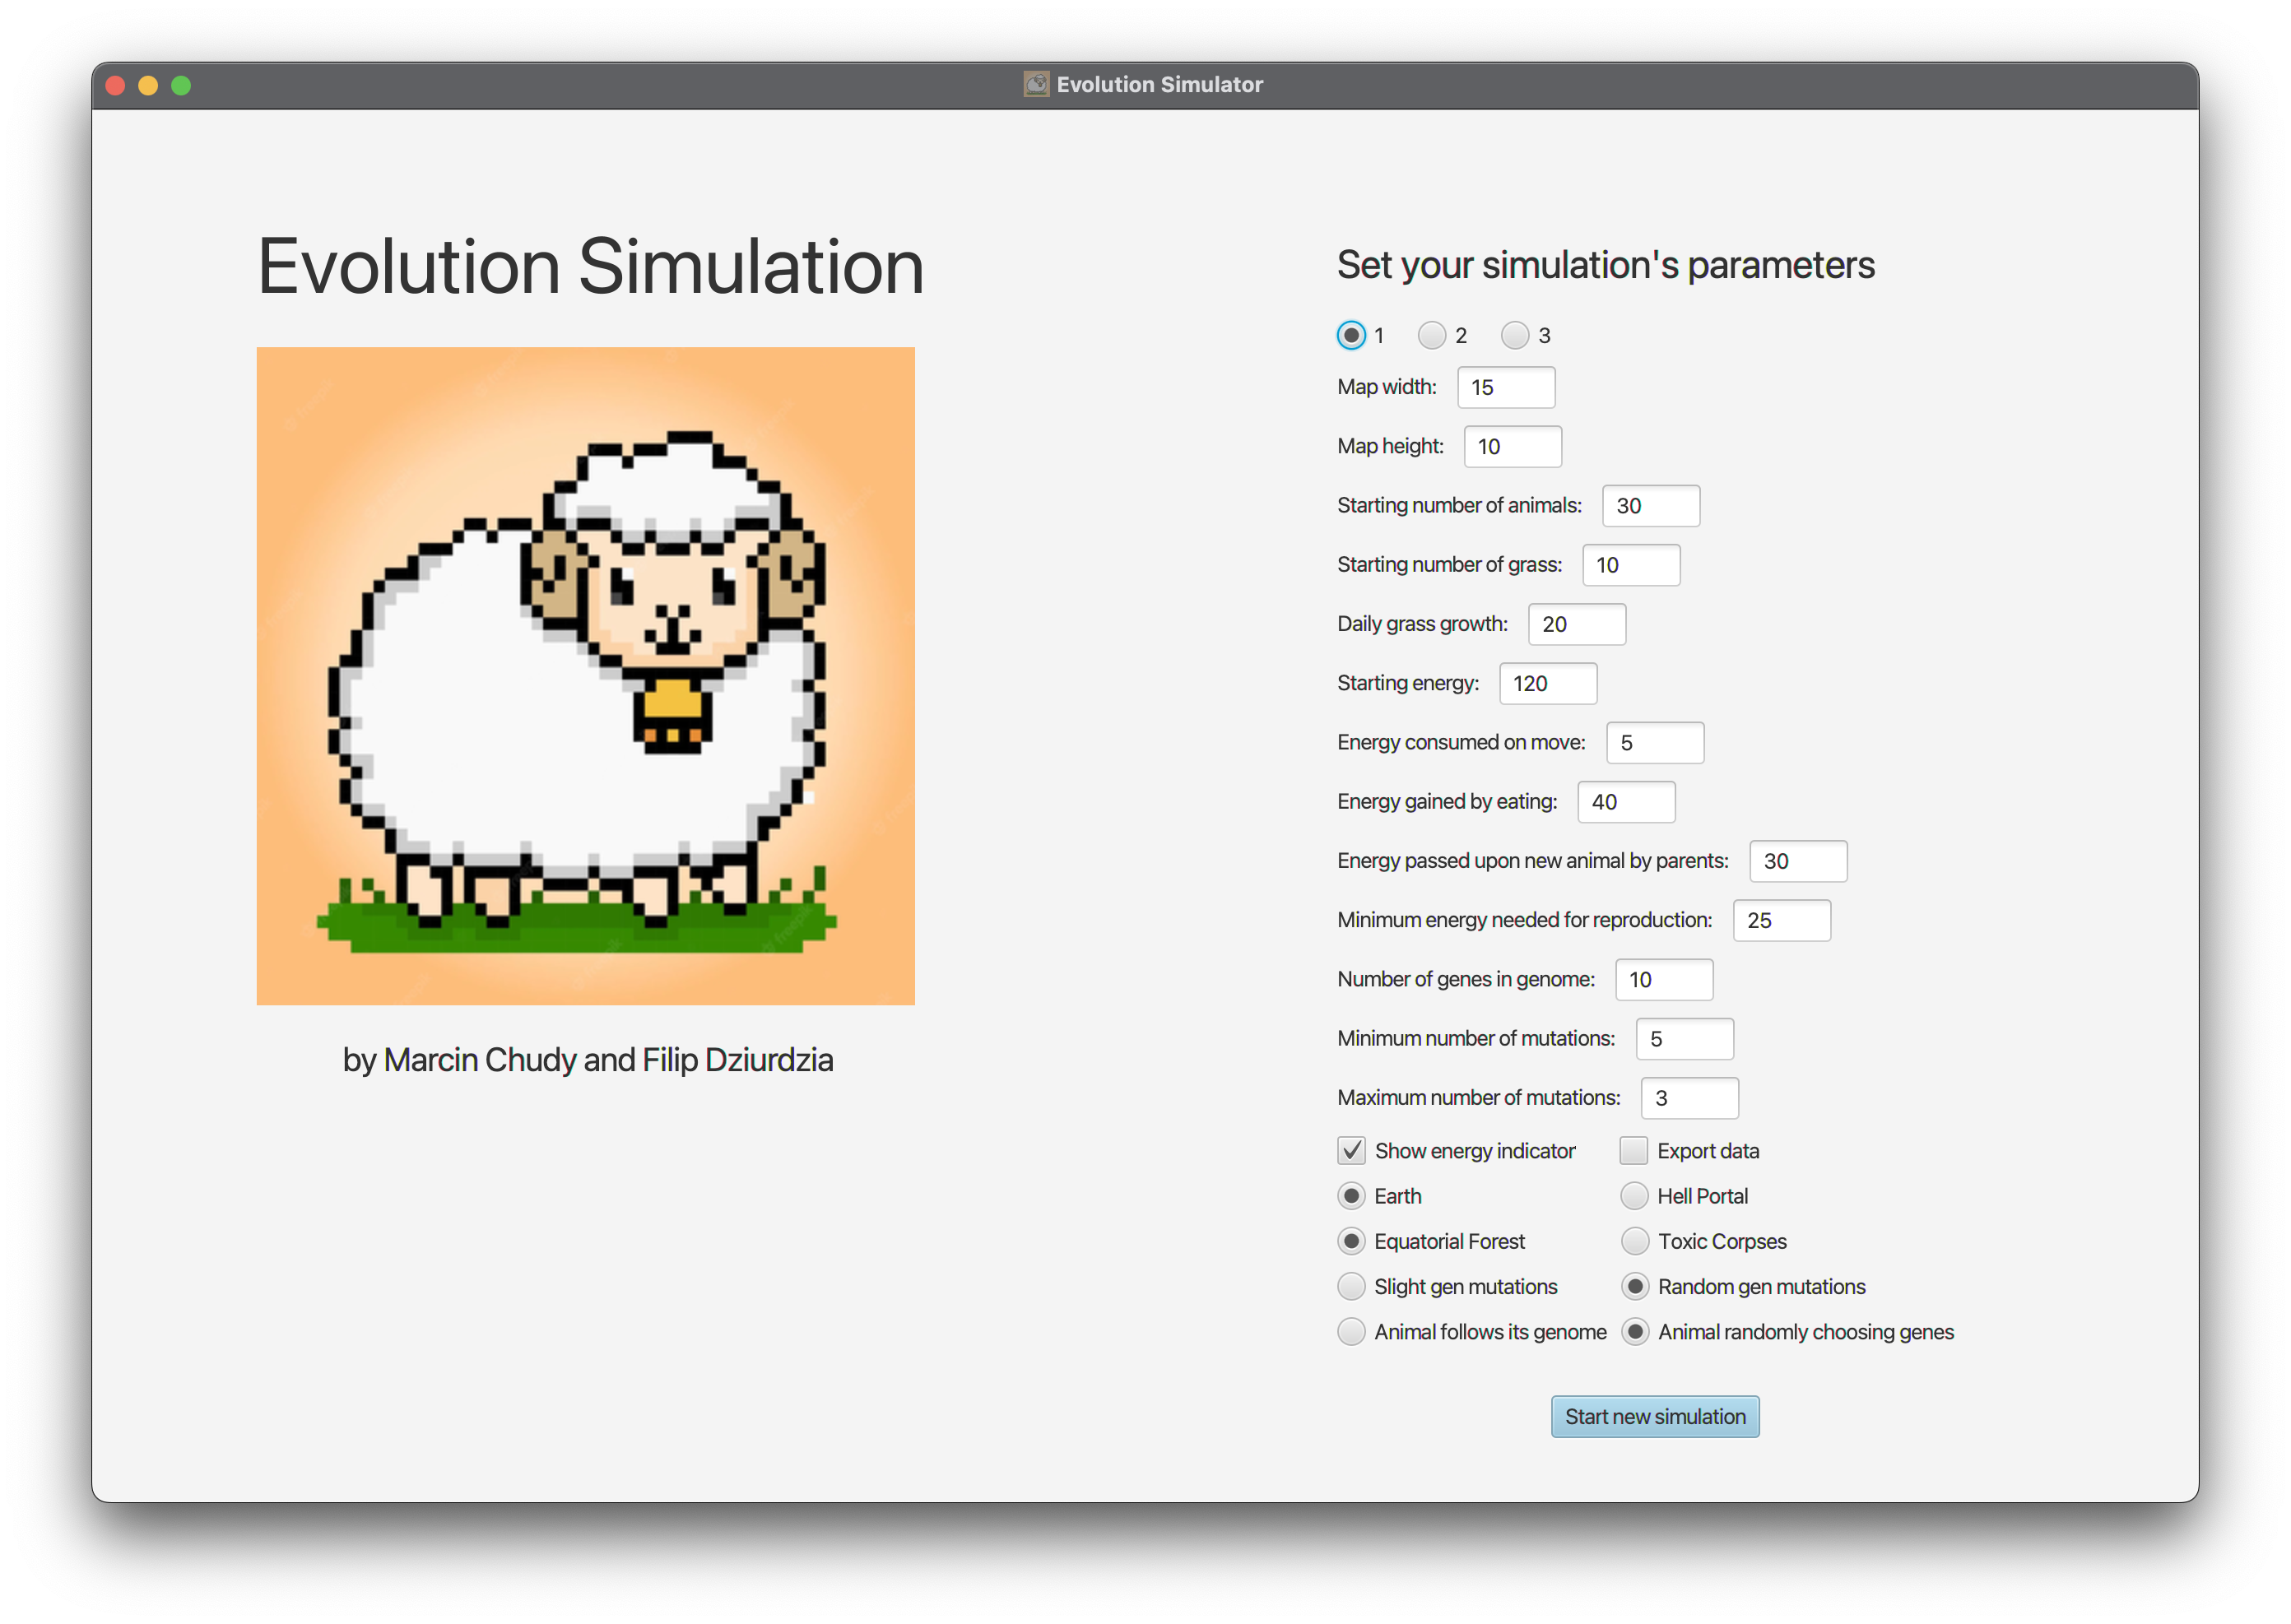 Evolution Simulator
Evolution Simulation
by Marcin Chudy and Filip Dziurdzia
Set your simulation's parameters
1 2 3
Map width: 15
Map height: 10
Starting number of animals: 30
Starting number of grass: 10
Daily grass growth: 20
Starting energy: 120
Energy consumed on move: 5
Energy gained by eating: 40
Energy passed upon new animal by parents: 30
Minimum energy needed for reproduction: 25
Number of genes in genome: 10
Minimum number of mutations: 5
Maximum number of mutations: 3
Show energy indicator Export data
Earth Hell Portal
Equatorial Forest Toxic Corpses
Slight gen mutations Random gen mutations
Animal follows its genome Animal randomly choosing genes
Start new simulation